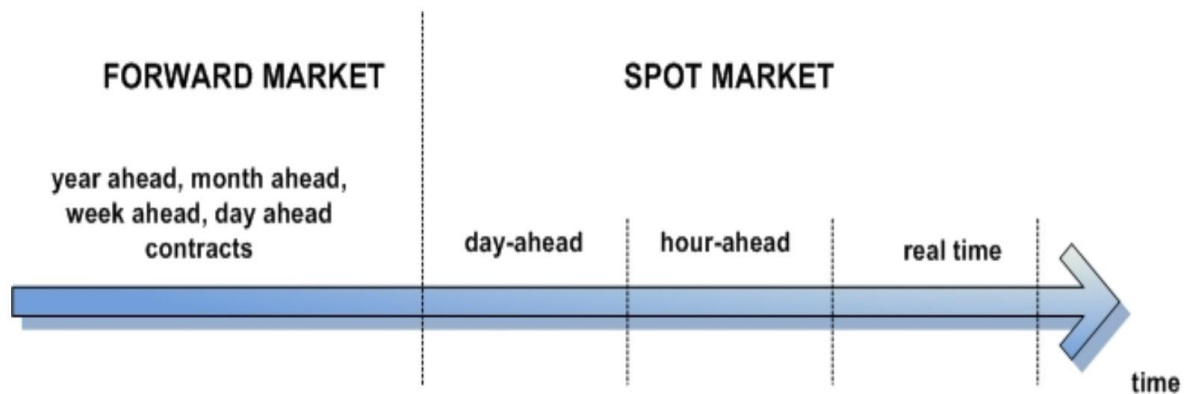 FORWARD MARKET
SPOT MARKET
year ahead, month ahead,
week ahead, day ahead
contracts
day-ahead
hour-ahead
real time
time